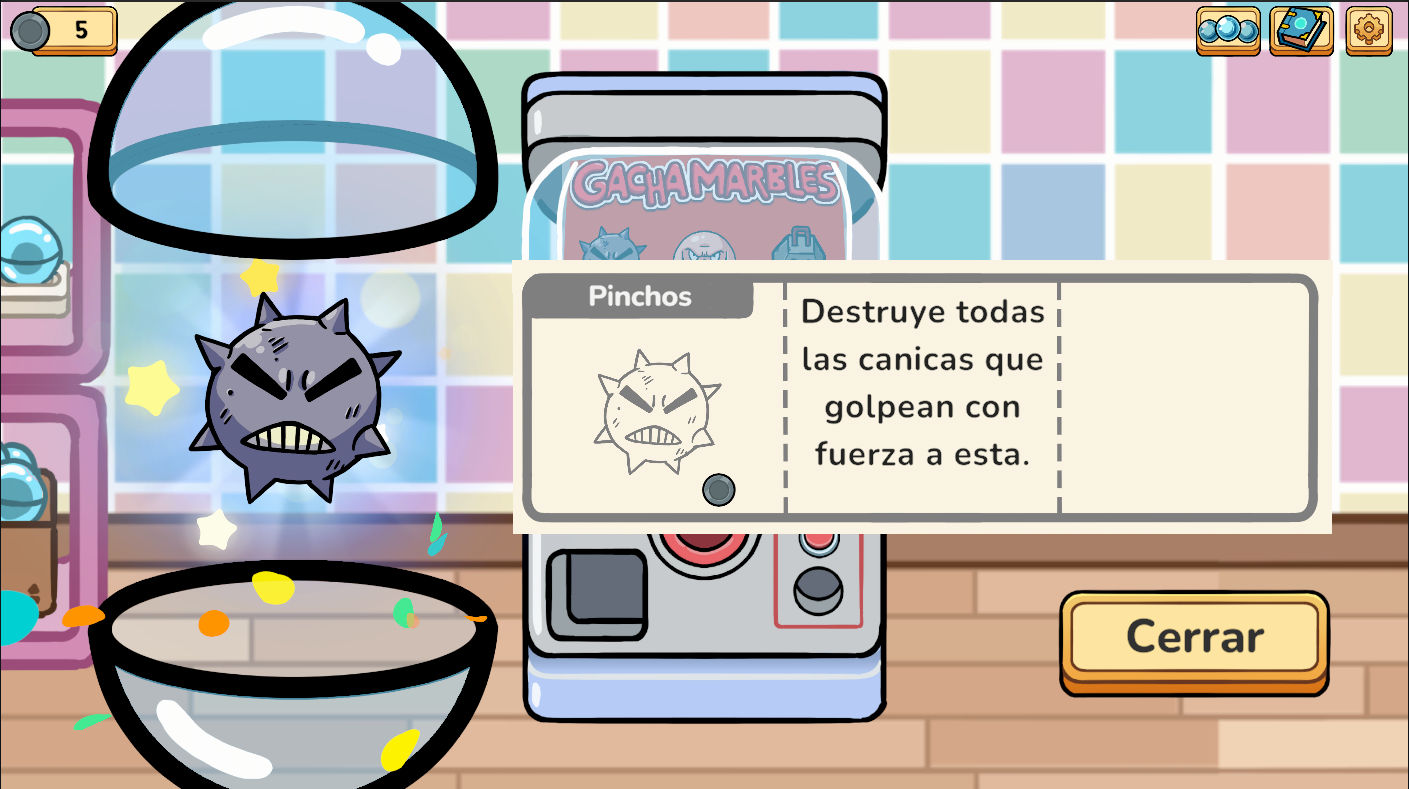 5
GACHA MARBLES
Pinchos
Destruye todas
las canicas que
golpean con
fuerza a esta.
Cerrar